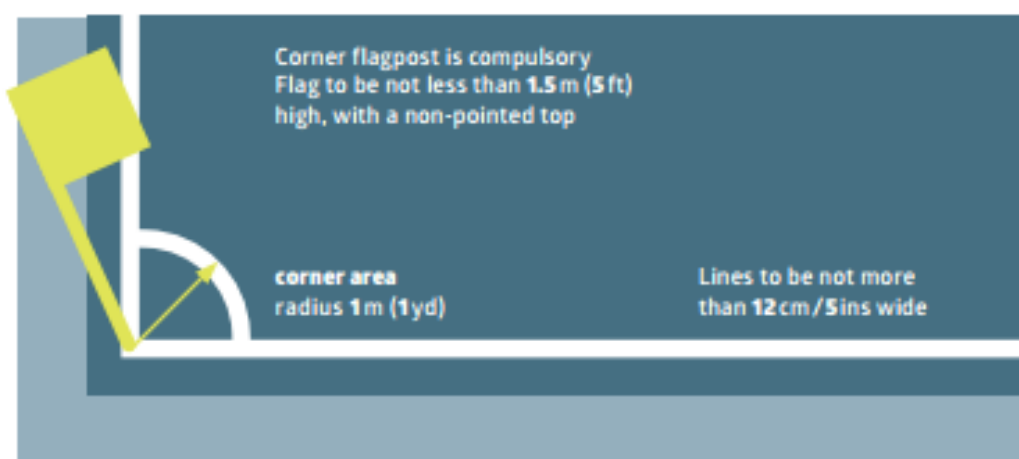 Corner flagpost is compulsory
Flag to be not less than 1.5 m (5 ft)
high, with a non-pointed top
corner area
radius 1 m (1 yd)
Lines to be not more
than 12 cm/5 ins wide